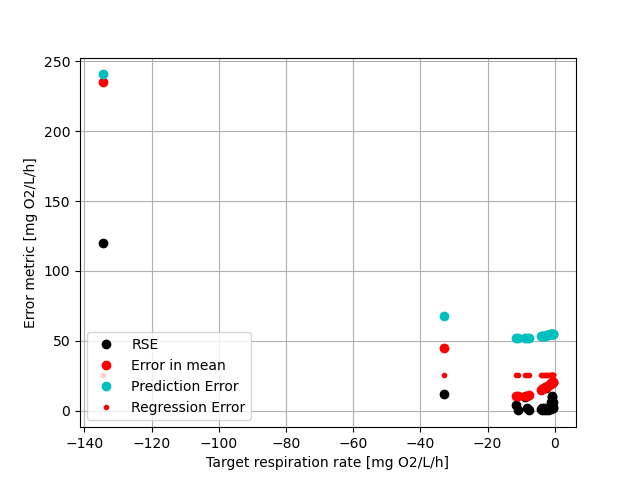 250
200
150
100
50
0
Error metric [mg O2/L/h]
RSE
Error in mean
Prediction Error
Regression Error
−140 −120 −100 −80 −60 −40 −20 0
Target respiration rate [mg O2/L/h]